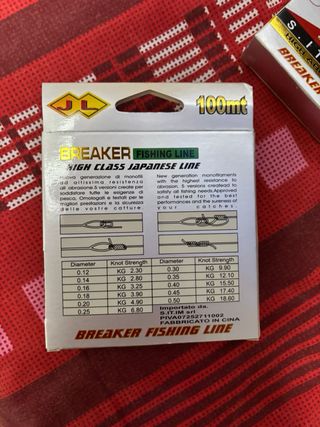 JL
100mt
BREAKER FISHING LINE
HIGH CLASS JAPANESE LINE
Nuova generazione di monofili
ad altissima resistenza
all abrasione.5 versioni create per
soddisfare tutte le esigenze di
pesca. Omologati e testati per le
migliori prestazioni e la sicurezza
delle vostre catture.
New generation of monofilaments
with the highest resistance to
abrasion, 5 versions creatted to
satisfy all fishing needs.Approved
and tested for the best
performances and the sureness of
your catches.
Diameter Knot Strength
0.12 KG 2.30
0.14 KG 2.80
0.16 KG 3.25
0.18 KG 3.90
0.20 KG 4.90
0.25 KG 6.80
Diameter Knot Strength
0.30 KG 9.90
0.35 KG 12.10
0.40 KG 15.50
0.45 KG 17.40
0.50 KG 18.60
BREAKER FISHING LINE
Importato da:
S.IT.IM srl
PIVA07252711002
FABBRICATO IN CINA
S.IT
BREAKER